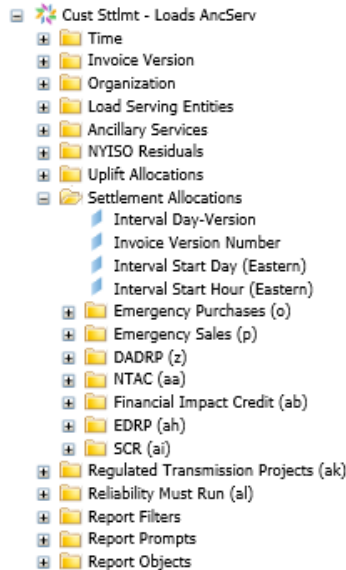 Cust Sttlmt - Loads AncServ
Time
Invoice Version
Organization
Load Serving Entities
Ancillary Services
NYISO Residuals
Uplift Allocations
Settlement Allocations
Interval Day-Version
Invoice Version Number
Interval Start Day (Eastern)
Interval Start Hour (Eastern)
Emergency Purchases (o)
Emergency Sales (p)
DADRP (z)
NTAC (aa)
Financial Impact Credit (ab)
EDRP (ah)
SCR (ai)
Regulated Transmission Projects (ak)
Reliability Must Run (al)
Report Filters
Report Prompts
Report Objects